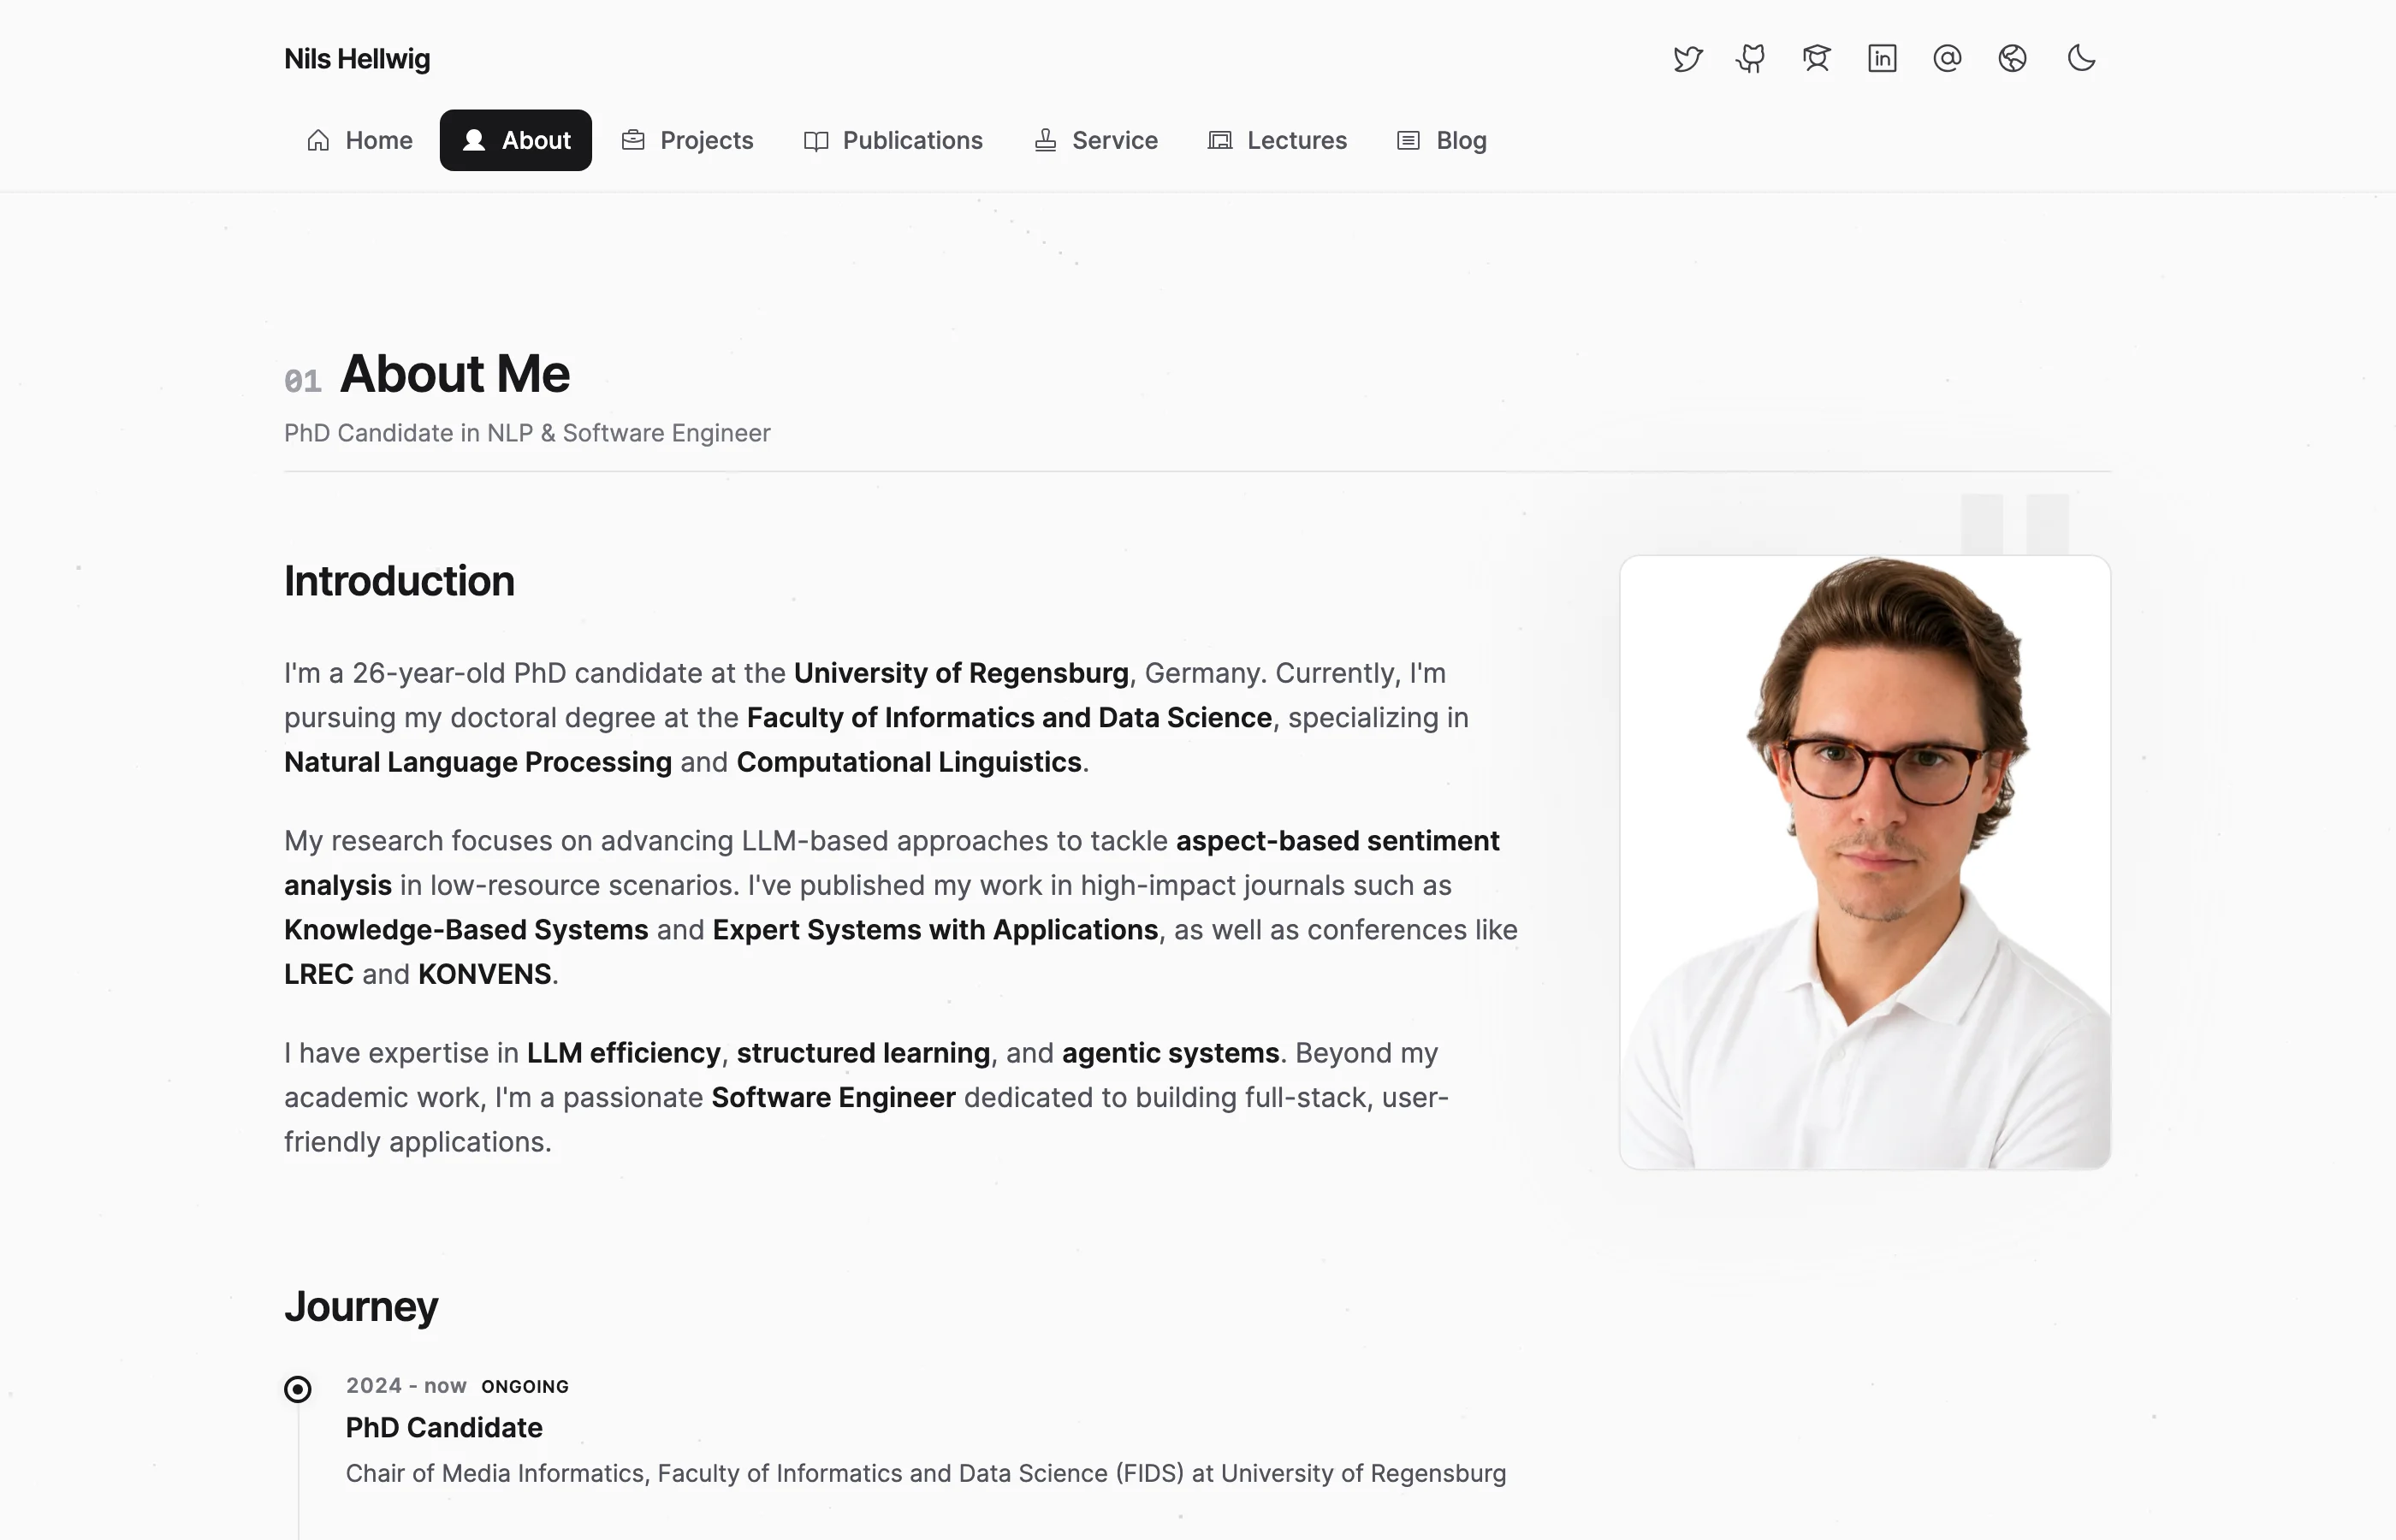 Nils Hellwig
Home About Projects Publications Service Lectures Blog
01 About Me
PhD Candidate in NLP & Software Engineer
Introduction
I'm a 26-year-old PhD candidate at the University of Regensburg, Germany. Currently, I'm
pursuing my doctoral degree at the Faculty of Informatics and Data Science, specializing in
Natural Language Processing and Computational Linguistics.
My research focuses on advancing LLM-based approaches to tackle aspect-based sentiment
analysis in low-resource scenarios. I've published my work in high-impact journals such as
Knowledge-Based Systems and Expert Systems with Applications, as well as conferences like
LREC and KONVENS.
I have expertise in LLM efficiency, structured learning, and agentic systems. Beyond my
academic work, I'm a passionate Software Engineer dedicated to building full-stack, user-
friendly applications.
Journey
2024 - now ONGOING
PhD Candidate
Chair of Media Informatics, Faculty of Informatics and Data Science (FIDS) at University of Regensburg